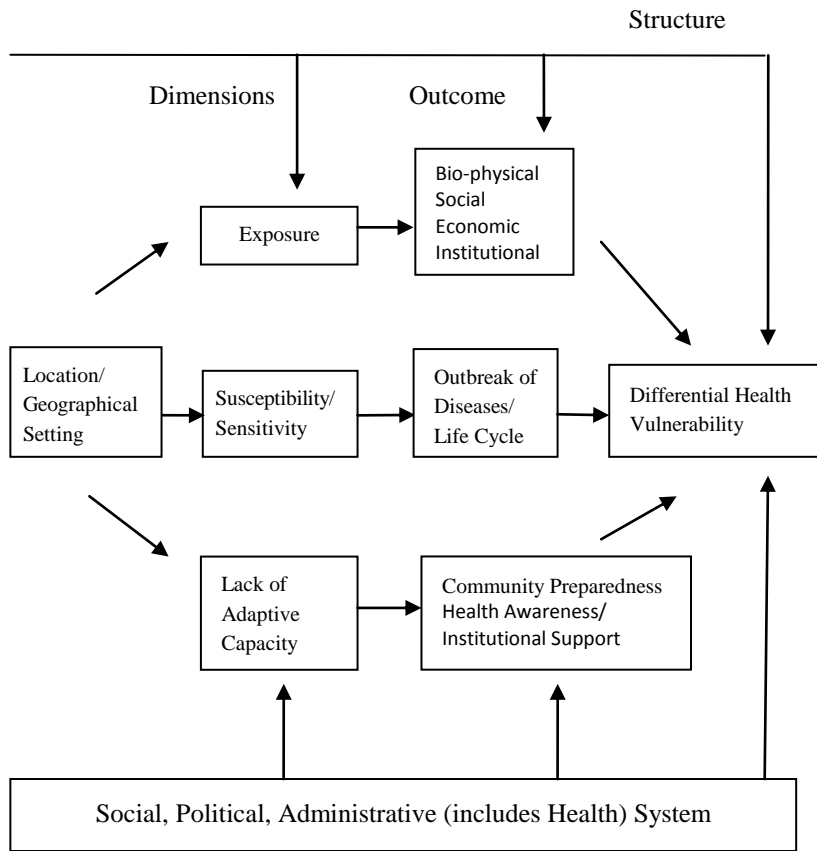 Structure
Dimensions
Outcome
Bio-physical
Social
Economic
Institutional
Exposure
Location/
Geographical
Setting
Susceptibility/
Sensitivity
Outbreak of
Diseases/
Life Cycle
Differential Health
Vulnerability
Lack of
Adaptive
Capacity
Community Preparedness
Health Awareness/
Institutional Support
Social, Political, Administrative (includes Health) System